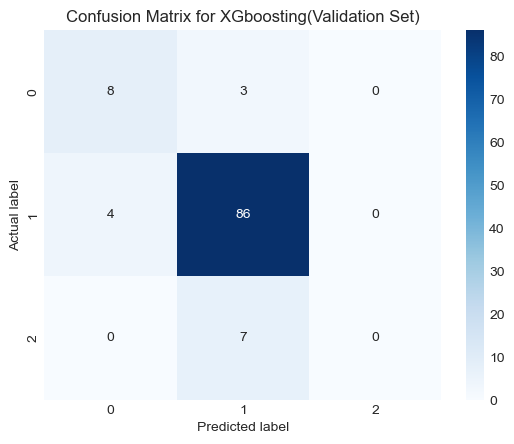 Confusion Matrix for XGboosting(Validation Set)
0 8 3 0
1 4 86 0
2 0 7 0
0 1 2
Predicted label
Actual label
80
70
60
50
40
30
20
10
0